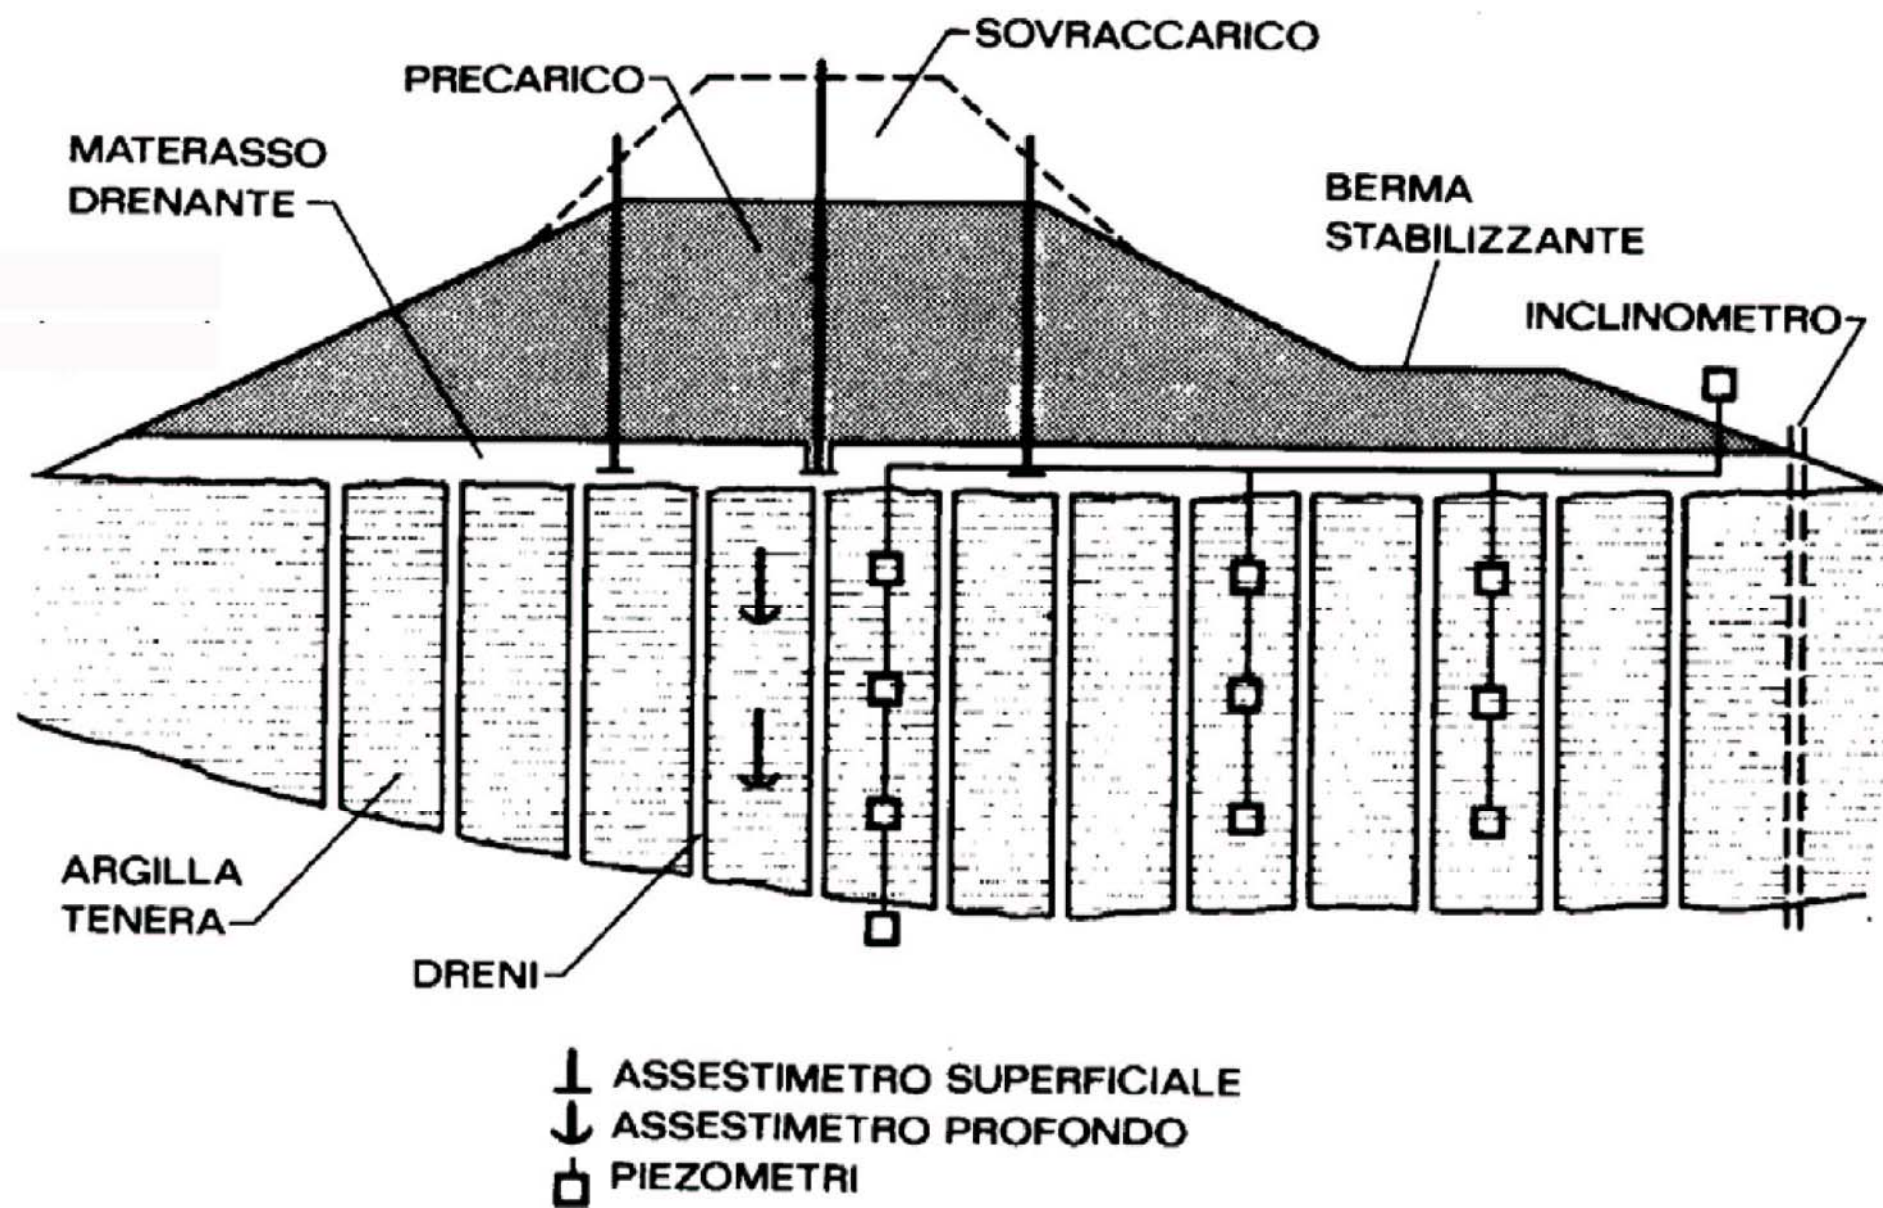 SOVRACCARICO
PRECARICO
MATERASSO
DRENANTE
BERMA
STABILIZZANTE
INCLINOMETRO
ARGILLA
TENERA
DRENI
ASSESTIMETRO SUPERFICIALE
ASSESTIMETRO PROFONDO
PIEZOMETRI